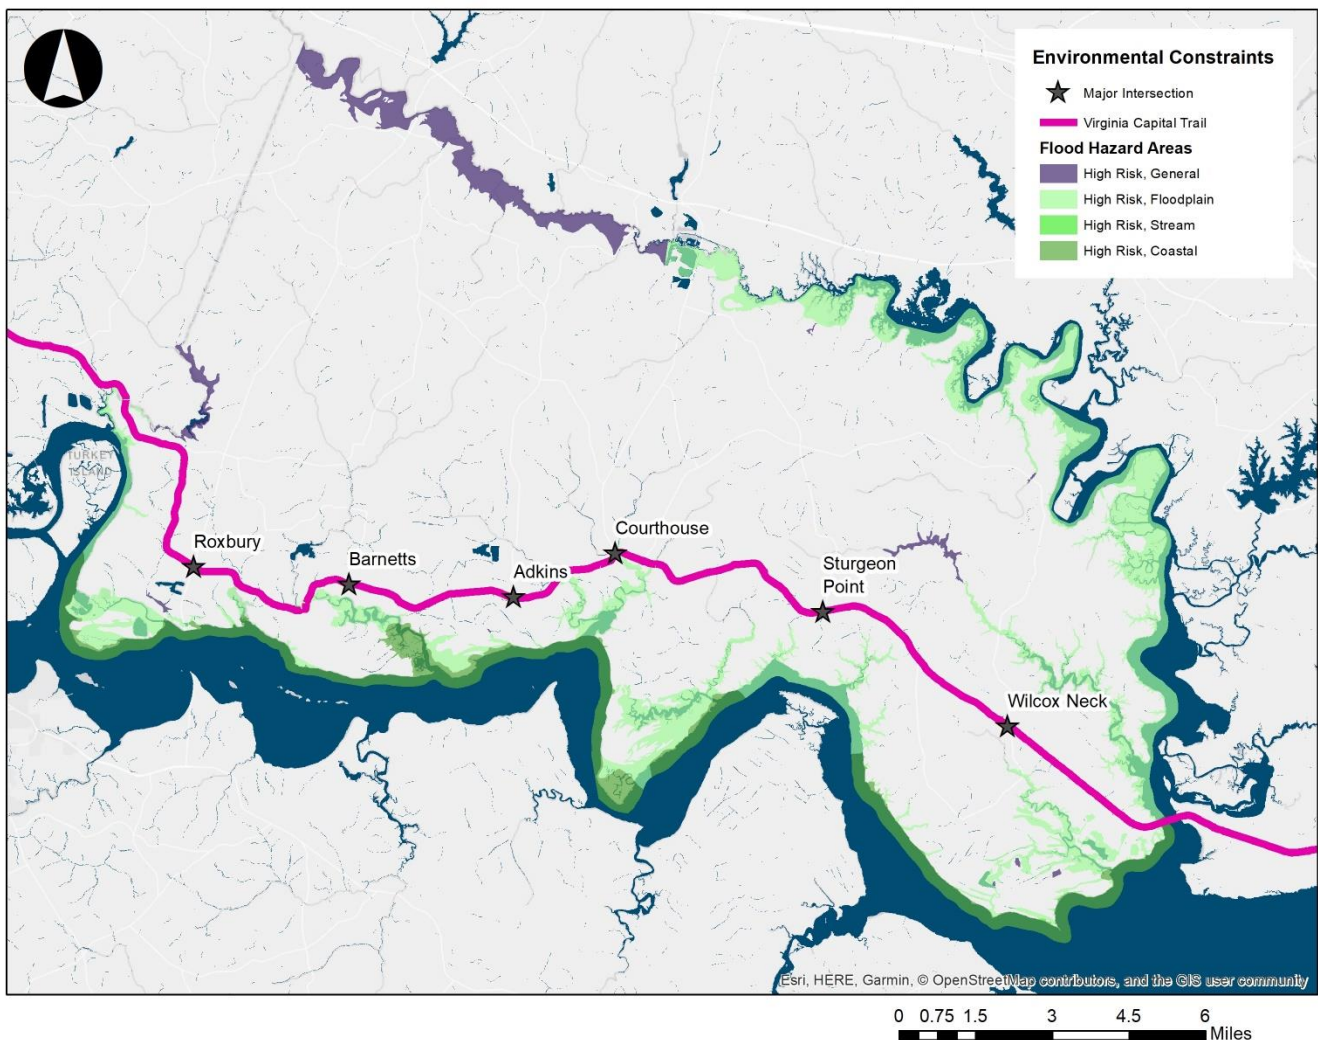 Environmental Constraints
Major Intersection
Virginia Capital Trail
Flood Hazard Areas
High Risk, General
High Risk, Floodplain
High Risk, Stream
High Risk, Coastal
TURKEY
ISLAND
Roxbury
Barnetts
Adkins
Courthouse
Sturgeon
Point
Wilcox Neck
Esri, HERE, Garmin, © OpenStreetMap contributors, and the GIS user community
0 0.75 1.5 3 4.5 6
Miles